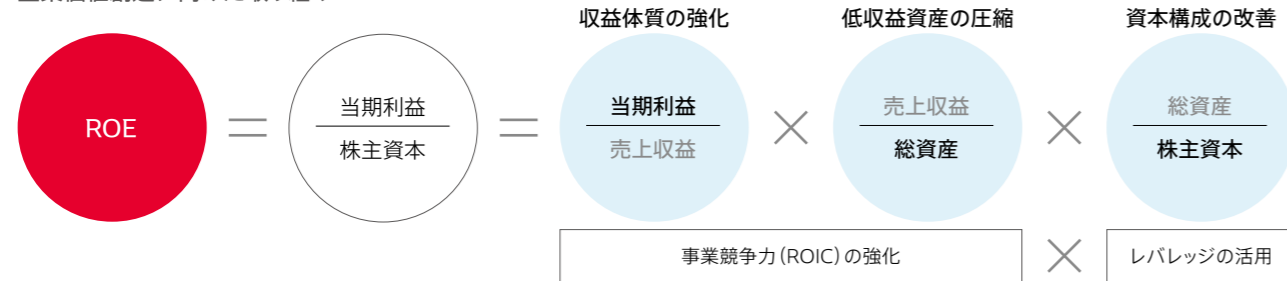 収益体質の強化
低収益資産の圧縮
資本構成の改善
ROE
=
当期利益
株主資本
=
当期利益
売上収益
×
売上収益
総資産
×
総資産
株主資本
事業競争力(ROIC)の強化
×
レバレッジの活用